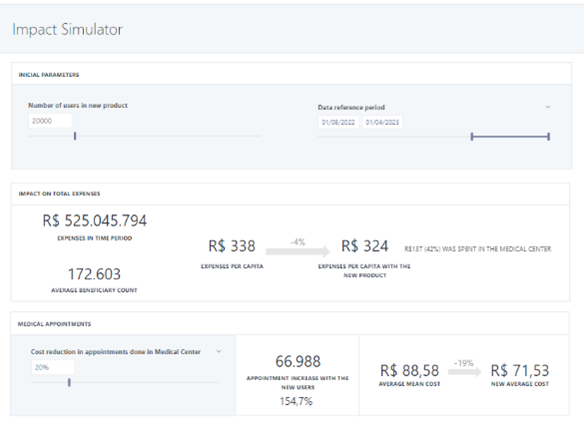 Impact Simulator
INICIAL PARAMETERS
Number of users in new product
20000
Data reference period
01/08/2022
01/04/2023
IMPACT ON TOTAL EXPENSES
R$ 525.045.794
EXPENSES IN TIME PERIOD
172.603
AVERAGE BENEFICIARY COUNT
R$ 338
EXPENSES PER CAPITA
-4%
R$ 324
EXPENSES PER CAPITA WITH THE
NEW PRODUCT
R$137 (42%) WAS SPENT IN THE MEDICAL CENTER
MEDICAL APPOINTMENTS
Cost reduction in appointments done in Medical Center
20%
66.988
APPOINTMENT INCREASE WITH THE
NEW USERS
154,7%
R$ 88,58
AVERAGE MEAN COST
-19%
R$ 71,53
NEW AVERAGE COST